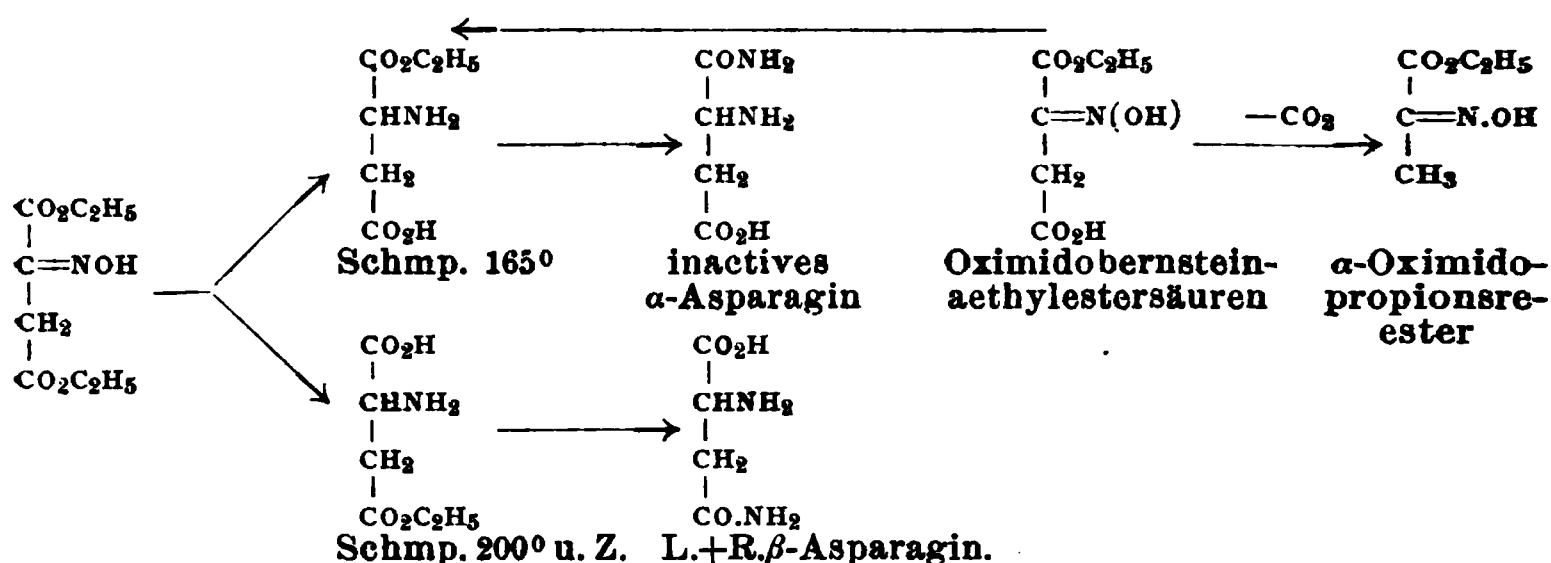 CO₂C₂H₅ CONH₂ CO₂C₂H₅ CO₂C₂H₅
CHNH₂ CHNH₂ C=N(OH) —CO₂ C=N.OH
CH₂ CH₂ CH₂ CH₃
CO₂C₂H₅
CO₂H CO₂H CO₂H
C=NOH
Schmp. 165⁰ inactives Oximidobernstein- α-Oximido-
α-Asparagin aethylestersäuren propionsre-
ester
CH₂
CO₂C₂H₅
CO₂H CO₂H
CHNH₂ CHNH₂
CH₂ CH₂
CO₂C₂H₅ CO.NH₂
Schmp. 200⁰ u. Z. L.+R.β-Asparagin.